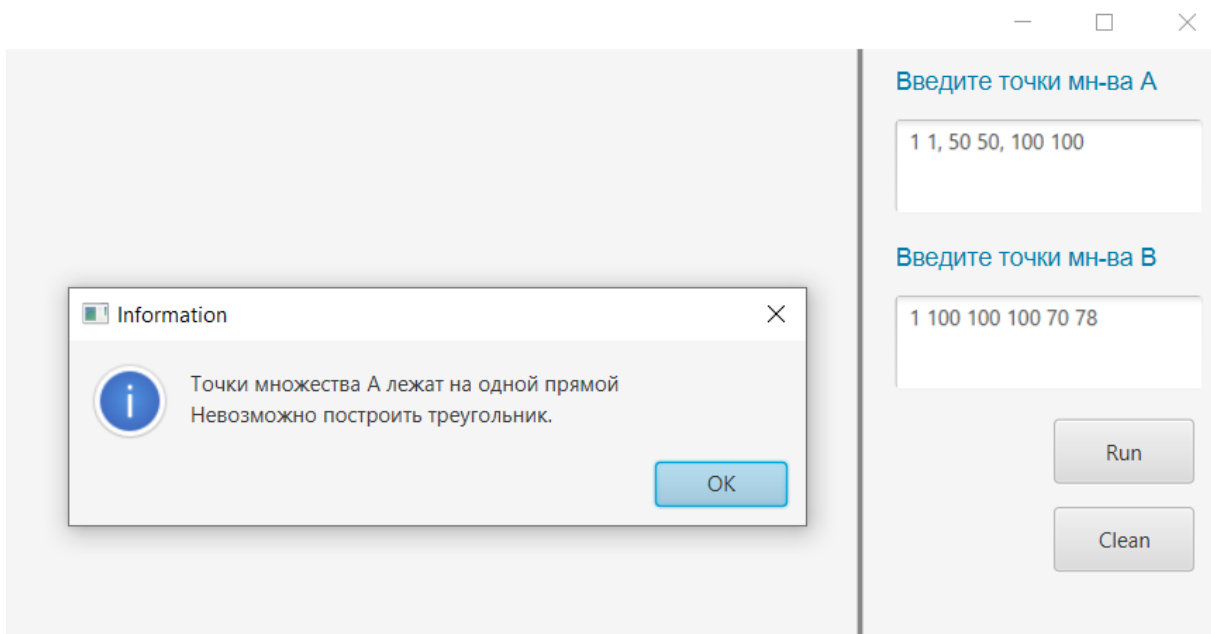 Введите точки мн-ва A
1 1, 50 50, 100 100
Введите точки мн-ва B
1 100 100 100 70 78
Information
Точки множества А лежат на одной прямой
Невозможно построить треугольник.
OK
Run
Clean